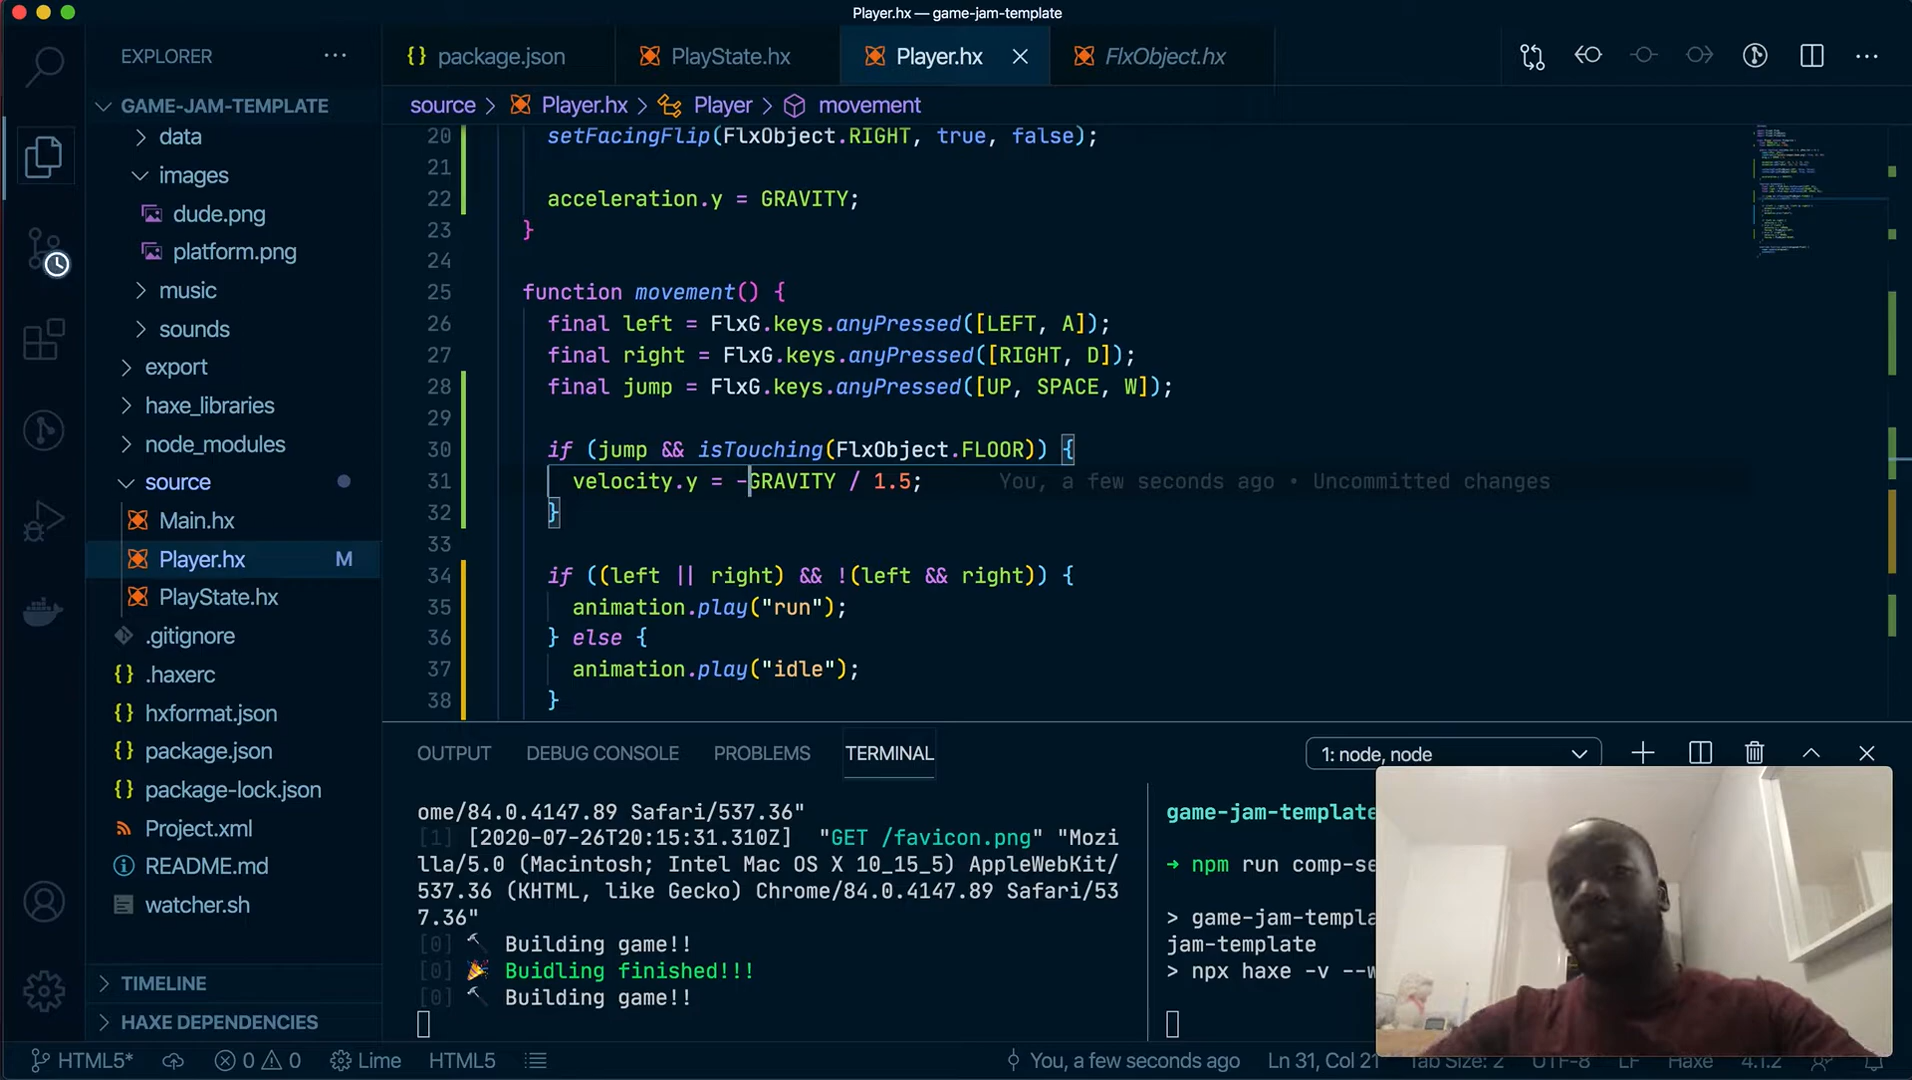 Player.hx — game-jam-template
EXPLORER
package.json
PlayState.hx
Player.hx
FlxObject.hx
GAME-JAM-TEMPLATE
source > Player.hx > Player > movement
data
images
dude.png
platform.png
music
sounds
export
haxe_libraries
node_modules
source
Main.hx
Player.hx M
PlayState.hx
.gitignore
.haxerc
hxformat.json
package.json
package-lock.json
Project.xml
README.md
watcher.sh
TIMELINE
HAXE DEPENDENCIES
20 setFacingFlip(FlxObject.RIGHT, true, false);
21
22 acceleration.y = GRAVITY;
23 }
24
25 function movement() {
26 final left = FlxG.keys.anyPressed([LEFT, A]);
27 final right = FlxG.keys.anyPressed([RIGHT, D]);
28 final jump = FlxG.keys.anyPressed([UP, SPACE, W]);
29
30 if (jump && isTouching(FlxObject.FLOOR)) {
31 velocity.y = -GRAVITY / 1.5; You, a few seconds ago • Uncommitted changes
32 }
33
34 if ((left || right) && !(left && right)) {
35 animation.play("run");
36 } else {
37 animation.play("idle");
38 }
OUTPUT DEBUG CONSOLE PROBLEMS TERMINAL
1: node, node
ome/84.0.4147.89 Safari/537.36"
[1] [2020-07-26T20:15:31.310Z] "GET /favicon.png" "Mozi
lla/5.0 (Macintosh; Intel Mac OS X 10_15_5) AppleWebKit/
537.36 (KHTML, like Gecko) Chrome/84.0.4147.89 Safari/53
7.36"
[0] Building game!!
[0] Buidling finished!!!
[0] Building game!!
game-jam-template
→ npm run comp-se
> game-jam-templa
jam-template
> npx haxe -v --w
HTML5* 0 0 Lime HTML5 You, a few seconds ago Ln 31, Col 21 Tab Size: 2 UTF-8 LF Haxe 4.1.2